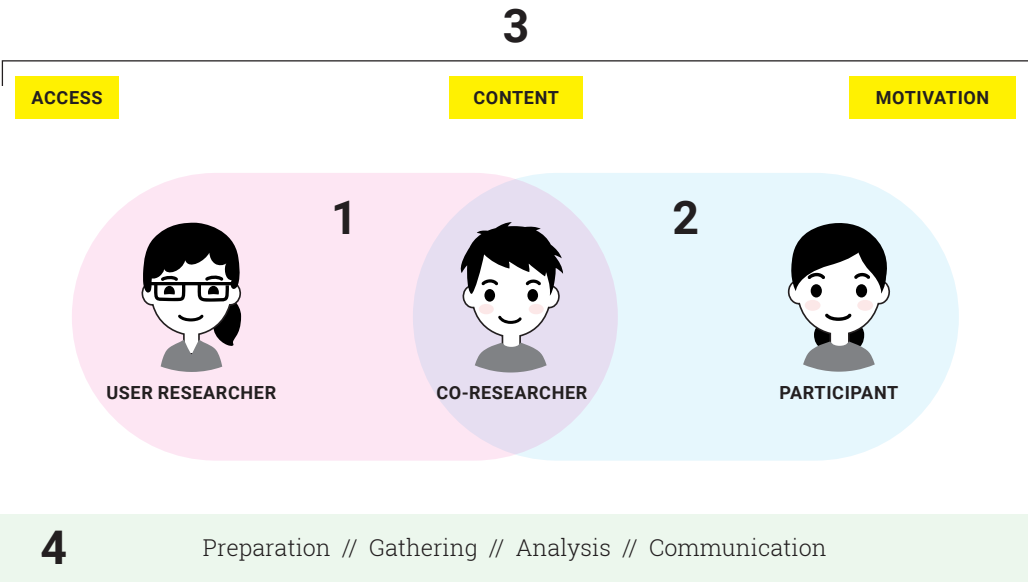 3
ACCESS
CONTENT
MOTIVATION
1
2
USER RESEARCHER
CO-RESEARCHER
PARTICIPANT
4
Preparation // Gathering // Analysis // Communication